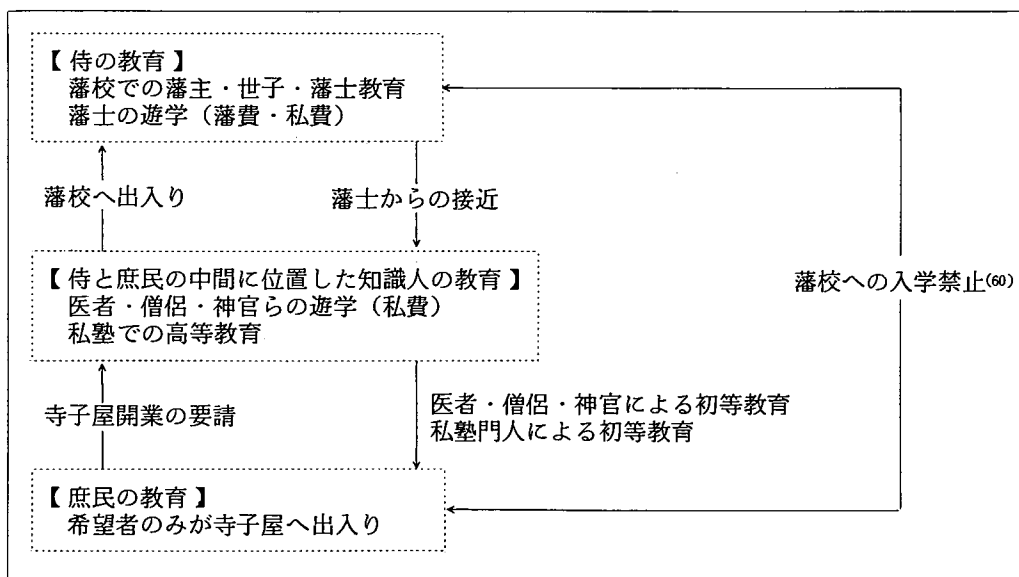 【 侍の教育 】
藩校での藩主・世子・藩士教育
藩士の遊学（藩費・私費）
藩校へ出入り
藩士からの接近
【 侍と庶民の中間に位置した知識人の教育 】
医者・僧侶・神官らの遊学（私費）
私塾での高等教育
藩校への入学禁止(60)
寺子屋開業の要請
医者・僧侶・神官による初等教育
私塾門人による初等教育
【 庶民の教育 】
希望者のみが寺子屋へ出入り